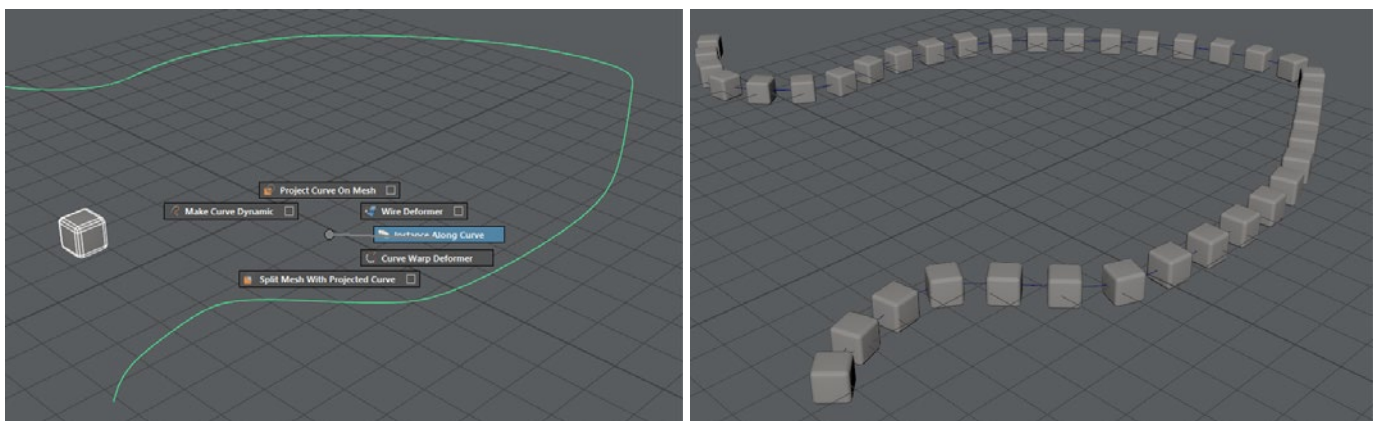 Project Curve On Mesh
Make Curve Dynamic
Wire Deformer
Instance Along Curve
Curve Warp Deformer
Split Mesh With Projected Curve